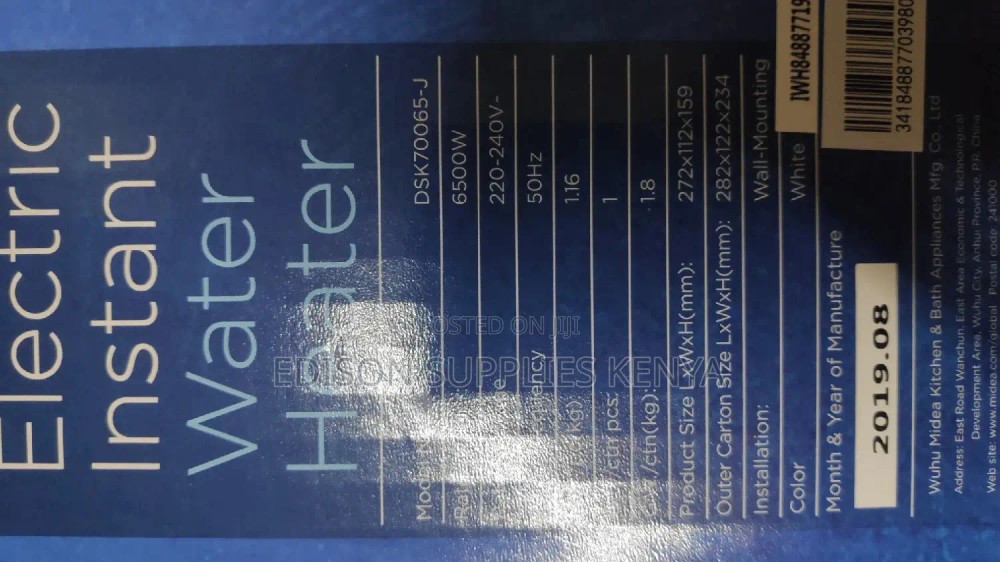 Electric
Instant
Water
Heater
DSK70065-J
6500W
220-240V~
50Hz
1.16
1
1.8
Product Size LxWxH(mm): 272x112x159
Outer Carton Size LxWxH(mm): 282x122x234
Installation: Wall-Mounting
Color White
Month & Year of Manufacture
2019.08
IWH84887719
3418488770398
Wuhu Midea Kitchen & Bath Appliances Mfg. Co., Ltd
Address: East Road Wanchun, East Area Economic & Technological
Development Area, Wuhu City, Anhui Province, P.R. China
Web site: www.midea.com/global Postal code: 241000
POSTED ON JIJI
EDISON SUPPLIES KENYA